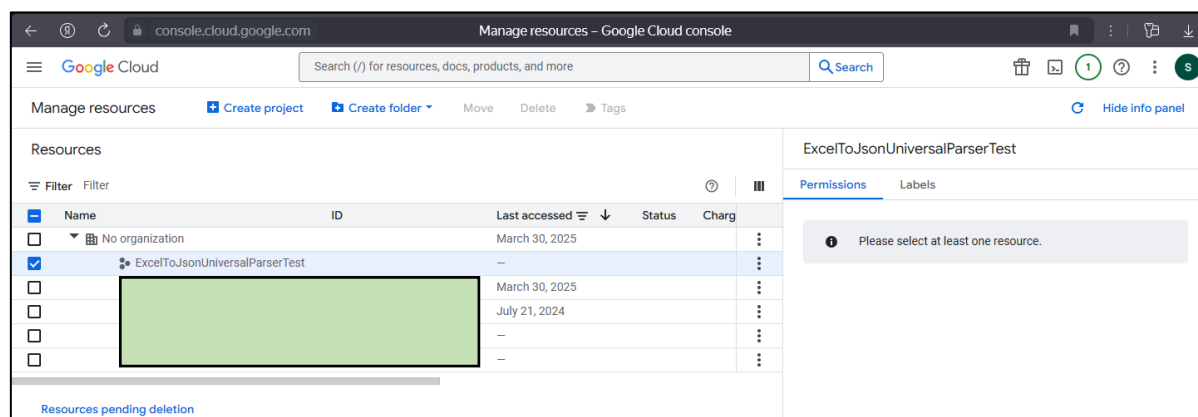 console.cloud.google.com Manage resources – Google Cloud console
Google Cloud Search (/) for resources, docs, products, and more Search 1 S
Manage resources Create project Create folder Move Delete Tags Hide info panel
Resources ExcelToJsonUniversalParserTest
Filter Filter Permissions Labels
Name ID Last accessed Status Charg
No organization March 30, 2025 Please select at least one resource.
ExcelToJsonUniversalParserTest –
March 30, 2025
July 21, 2024
–
–
Resources pending deletion